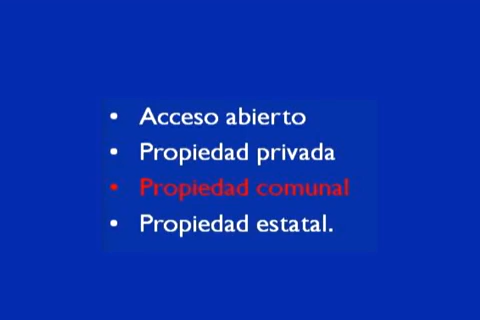 • Acceso abierto
• Propiedad privada
• Propiedad comunal
• Propiedad estatal.